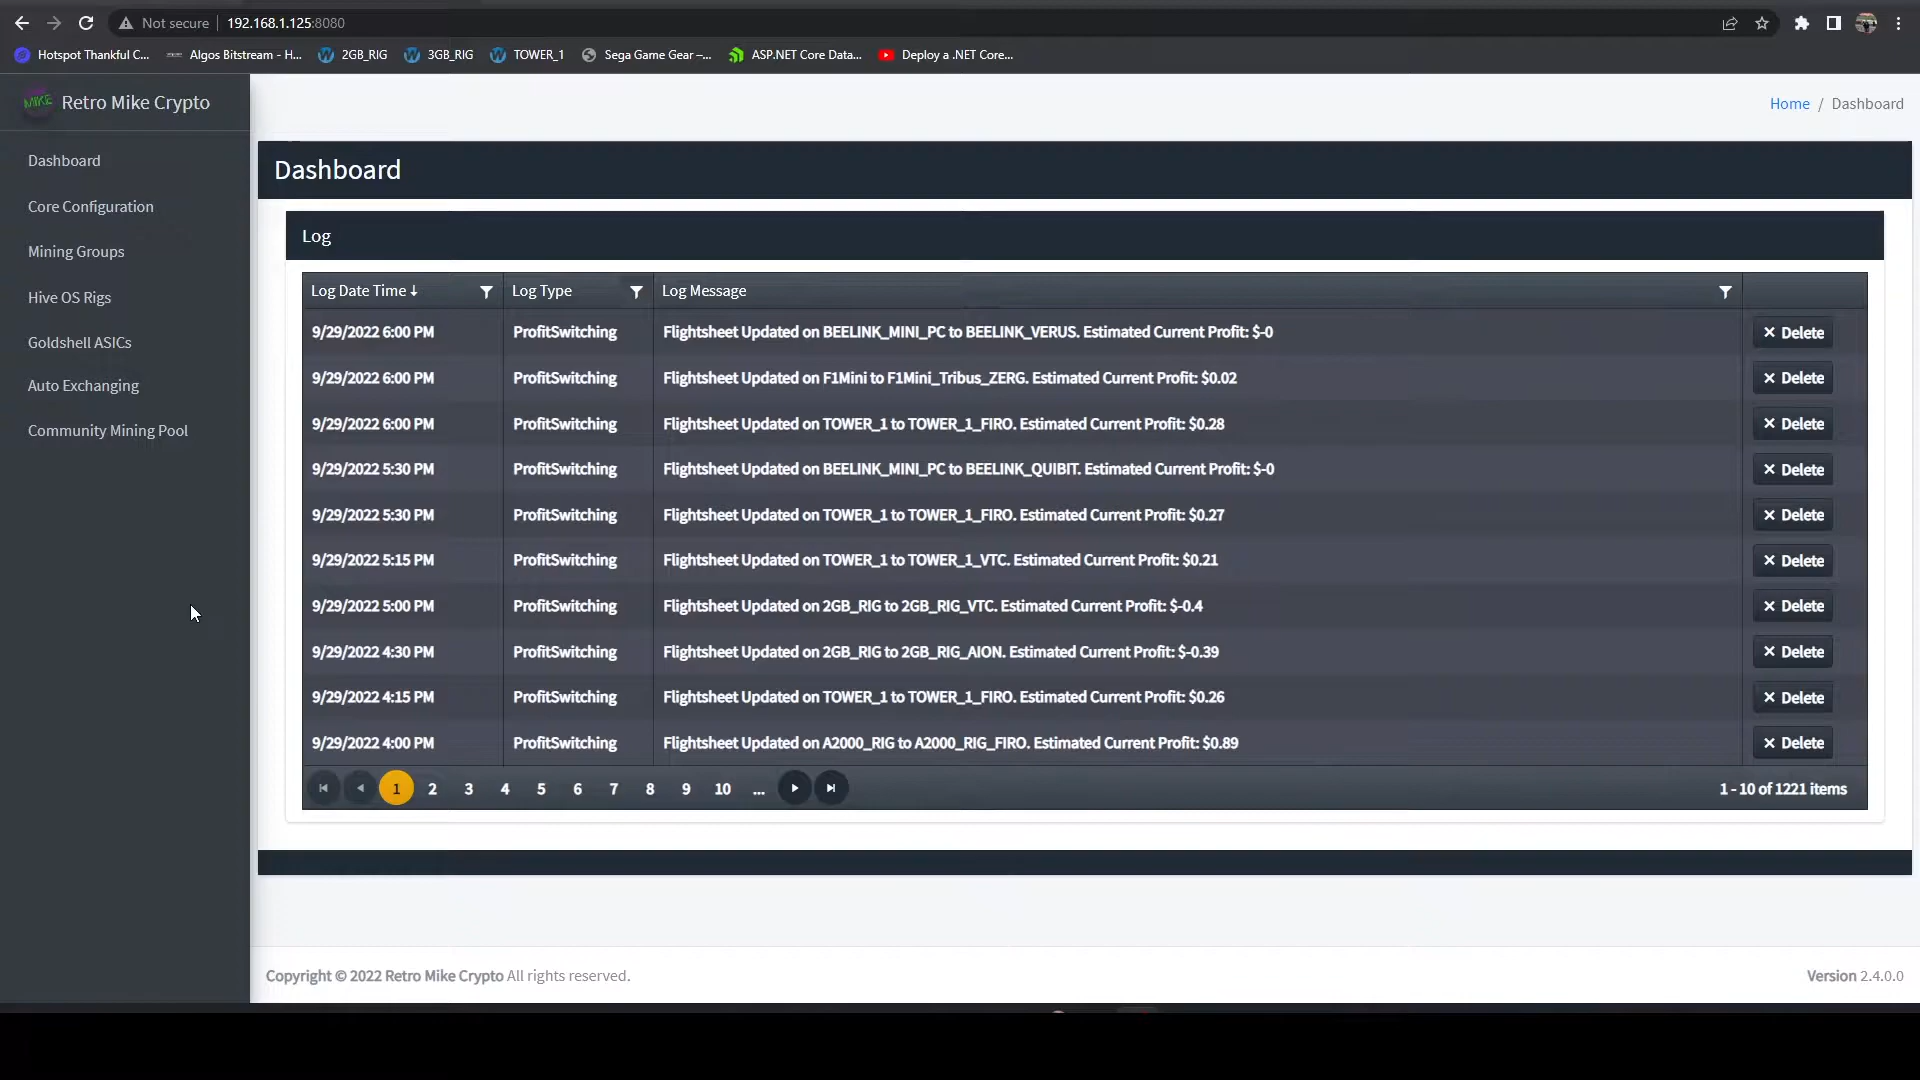 Not secure 192.168.1.125:8080
Hotspot Thankful C... Algos Bitstream - H... 2GB_RIG 3GB_RIG TOWER_1 Sega Game Gear –... ASP.NET Core Data... Deploy a .NET Core...
MIKE Retro Mike Crypto
Home / Dashboard
Dashboard
Core Configuration
Mining Groups
Hive OS Rigs
Goldshell ASICs
Auto Exchanging
Community Mining Pool
Dashboard
Log
Log Date Time Log Type Log Message
9/29/2022 6:00 PM ProfitSwitching Flightsheet Updated on BEELINK_MINI_PC to BEELINK_VERUS. Estimated Current Profit: $-0 Delete
9/29/2022 6:00 PM ProfitSwitching Flightsheet Updated on F1Mini to F1Mini_Tribus_ZERG. Estimated Current Profit: $0.02 Delete
9/29/2022 6:00 PM ProfitSwitching Flightsheet Updated on TOWER_1 to TOWER_1_FIRO. Estimated Current Profit: $0.28 Delete
9/29/2022 5:30 PM ProfitSwitching Flightsheet Updated on BEELINK_MINI_PC to BEELINK_QUIBIT. Estimated Current Profit: $-0 Delete
9/29/2022 5:30 PM ProfitSwitching Flightsheet Updated on TOWER_1 to TOWER_1_FIRO. Estimated Current Profit: $0.27 Delete
9/29/2022 5:15 PM ProfitSwitching Flightsheet Updated on TOWER_1 to TOWER_1_VTC. Estimated Current Profit: $0.21 Delete
9/29/2022 5:00 PM ProfitSwitching Flightsheet Updated on 2GB_RIG to 2GB_RIG_VTC. Estimated Current Profit: $-0.4 Delete
9/29/2022 4:30 PM ProfitSwitching Flightsheet Updated on 2GB_RIG to 2GB_RIG_AION. Estimated Current Profit: $-0.39 Delete
9/29/2022 4:15 PM ProfitSwitching Flightsheet Updated on TOWER_1 to TOWER_1_FIRO. Estimated Current Profit: $0.26 Delete
9/29/2022 4:00 PM ProfitSwitching Flightsheet Updated on A2000_RIG to A2000_RIG_FIRO. Estimated Current Profit: $0.89 Delete
1 2 3 4 5 6 7 8 9 10 ... 1 - 10 of 1221 items
Copyright © 2022 Retro Mike Crypto All rights reserved. Version 2.4.0.0